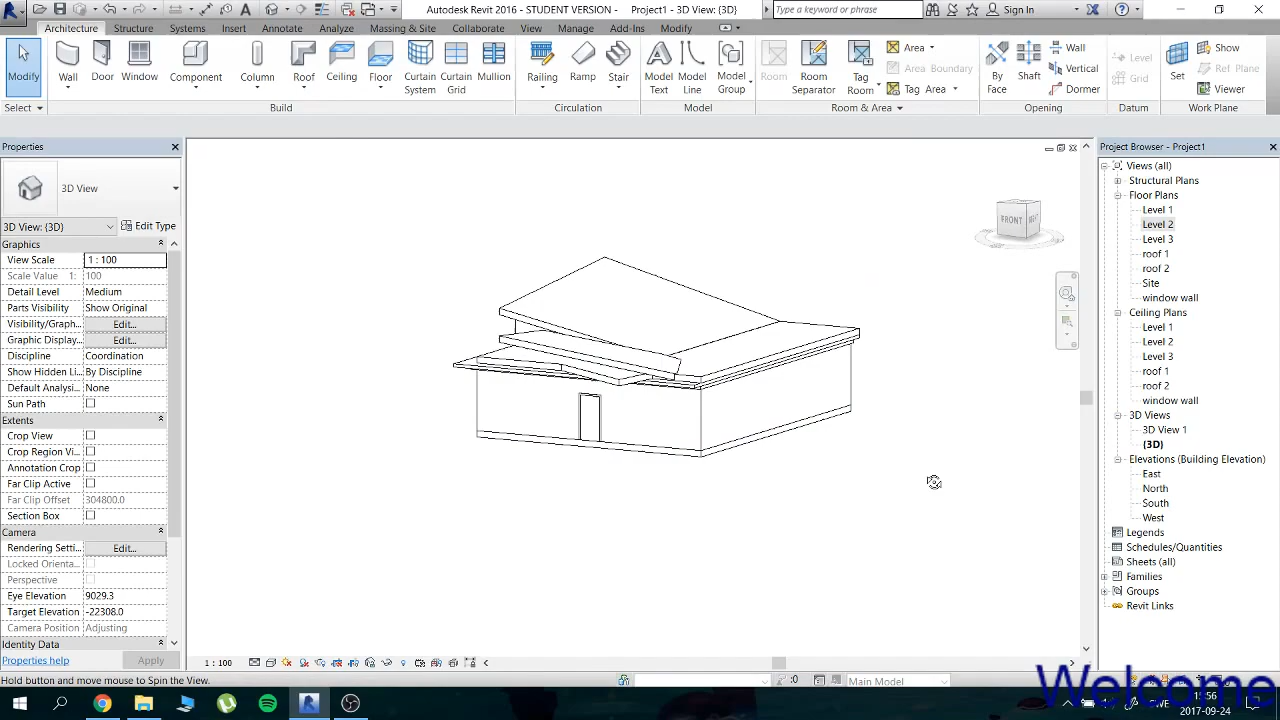 Autodesk Revit 2016 - STUDENT VERSION - Project1 - 3D View: {3D}
Type a keyword or phrase
Sign In
Architecture Structure Systems Insert Annotate Analyze Massing & Site Collaborate View Manage Add-Ins Modify
Modify Wall Door Window Component Column Roof Ceiling Floor Curtain System Curtain Grid Mullion Railing Ramp Stair Model Text Model Line Model Group Room Room Separator Tag Room
Area
Area Boundary
Tag Area
By Face Shaft
Wall
Vertical
Dormer
Level
Grid
Set
Show
Ref Plane
Viewer
Select Build Circulation Model Room & Area Opening Datum Work Plane
Properties
3D View
3D View: {3D} Edit Type
Graphics
View Scale 1 : 100
Scale Value 1: 100
Detail Level Medium
Parts Visibility Show Original
Visibility/Graph... Edit...
Graphic Display... Edit...
Discipline Coordination
Show Hidden Li... By Discipline
Default Analysi... None
Sun Path
Extents
Crop View
Crop Region Vi...
Annotation Crop
Far Clip Active
Far Clip Offset 304800.0
Section Box
Camera
Rendering Setti... Edit...
Locked Orienta...
Perspective
Eye Elevation 9029.3
Target Elevation -22308.0
Camera Position Adjusting
Identity Data
Properties help Apply
FRONT
Project Browser - Project1
Views (all)
Structural Plans
Floor Plans
Level 1
Level 2
Level 3
roof 1
roof 2
Site
window wall
Ceiling Plans
Level 1
Level 2
Level 3
roof 1
roof 2
window wall
3D Views
3D View 1
{3D}
Elevations (Building Elevation)
East
North
South
West
Legends
Schedules/Quantities
Sheets (all)
Families
Groups
Revit Links
1 : 100
Hold button and move mouse to Spin the View.
:0
Main Model
Welcome
15:56
SWE
2017-09-24